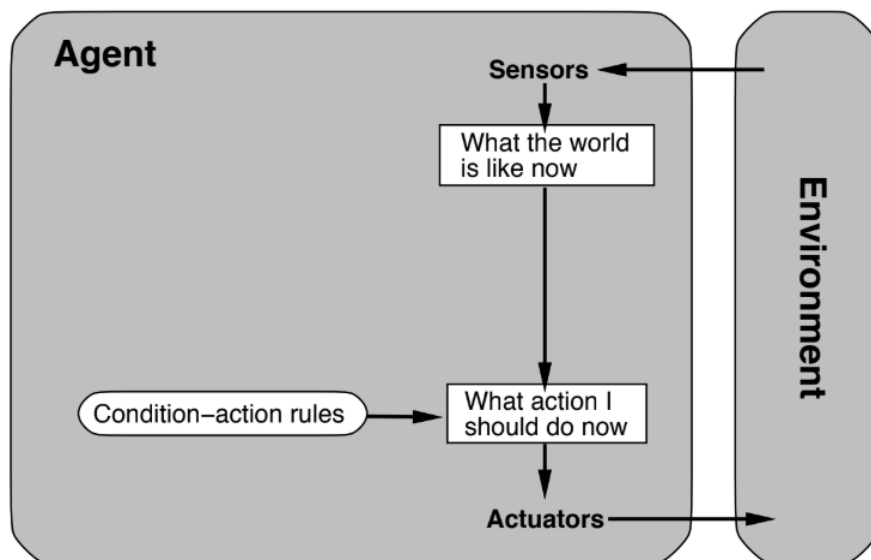 Agent
Sensors
What the world
is like now
Environment
Condition–action rules
What action I
should do now
Actuators